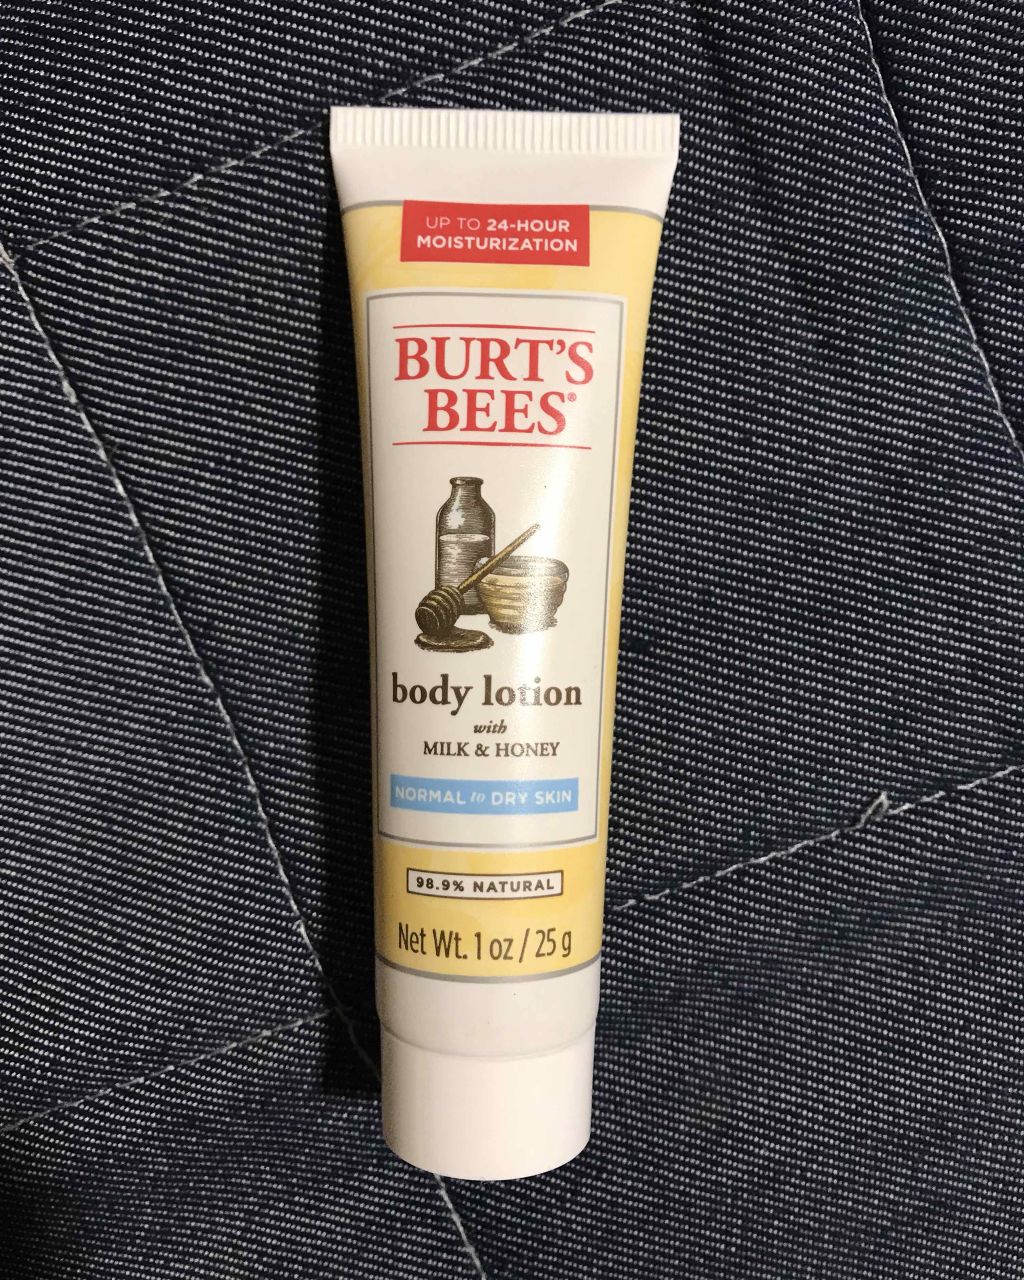 UP TO 24-HOUR
MOISTURIZATION
BURT'S
BEES®
body lotion
with
MILK & HONEY
NORMAL to DRY SKIN
98.9% NATURAL
Net Wt. 1 oz / 25 g